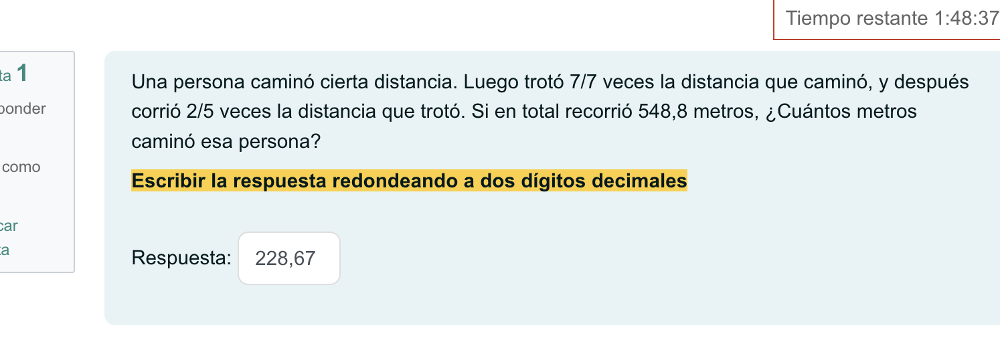 Tiempo restante 1:48:37
ta 1
ponder
como
car
ta
Una persona caminó cierta distancia. Luego trotó 7/7 veces la distancia que caminó, y después
corrió 2/5 veces la distancia que trotó. Si en total recorrió 548,8 metros, ¿Cuántos metros
caminó esa persona?
Escribir la respuesta redondeando a dos dígitos decimales
Respuesta: 228,67